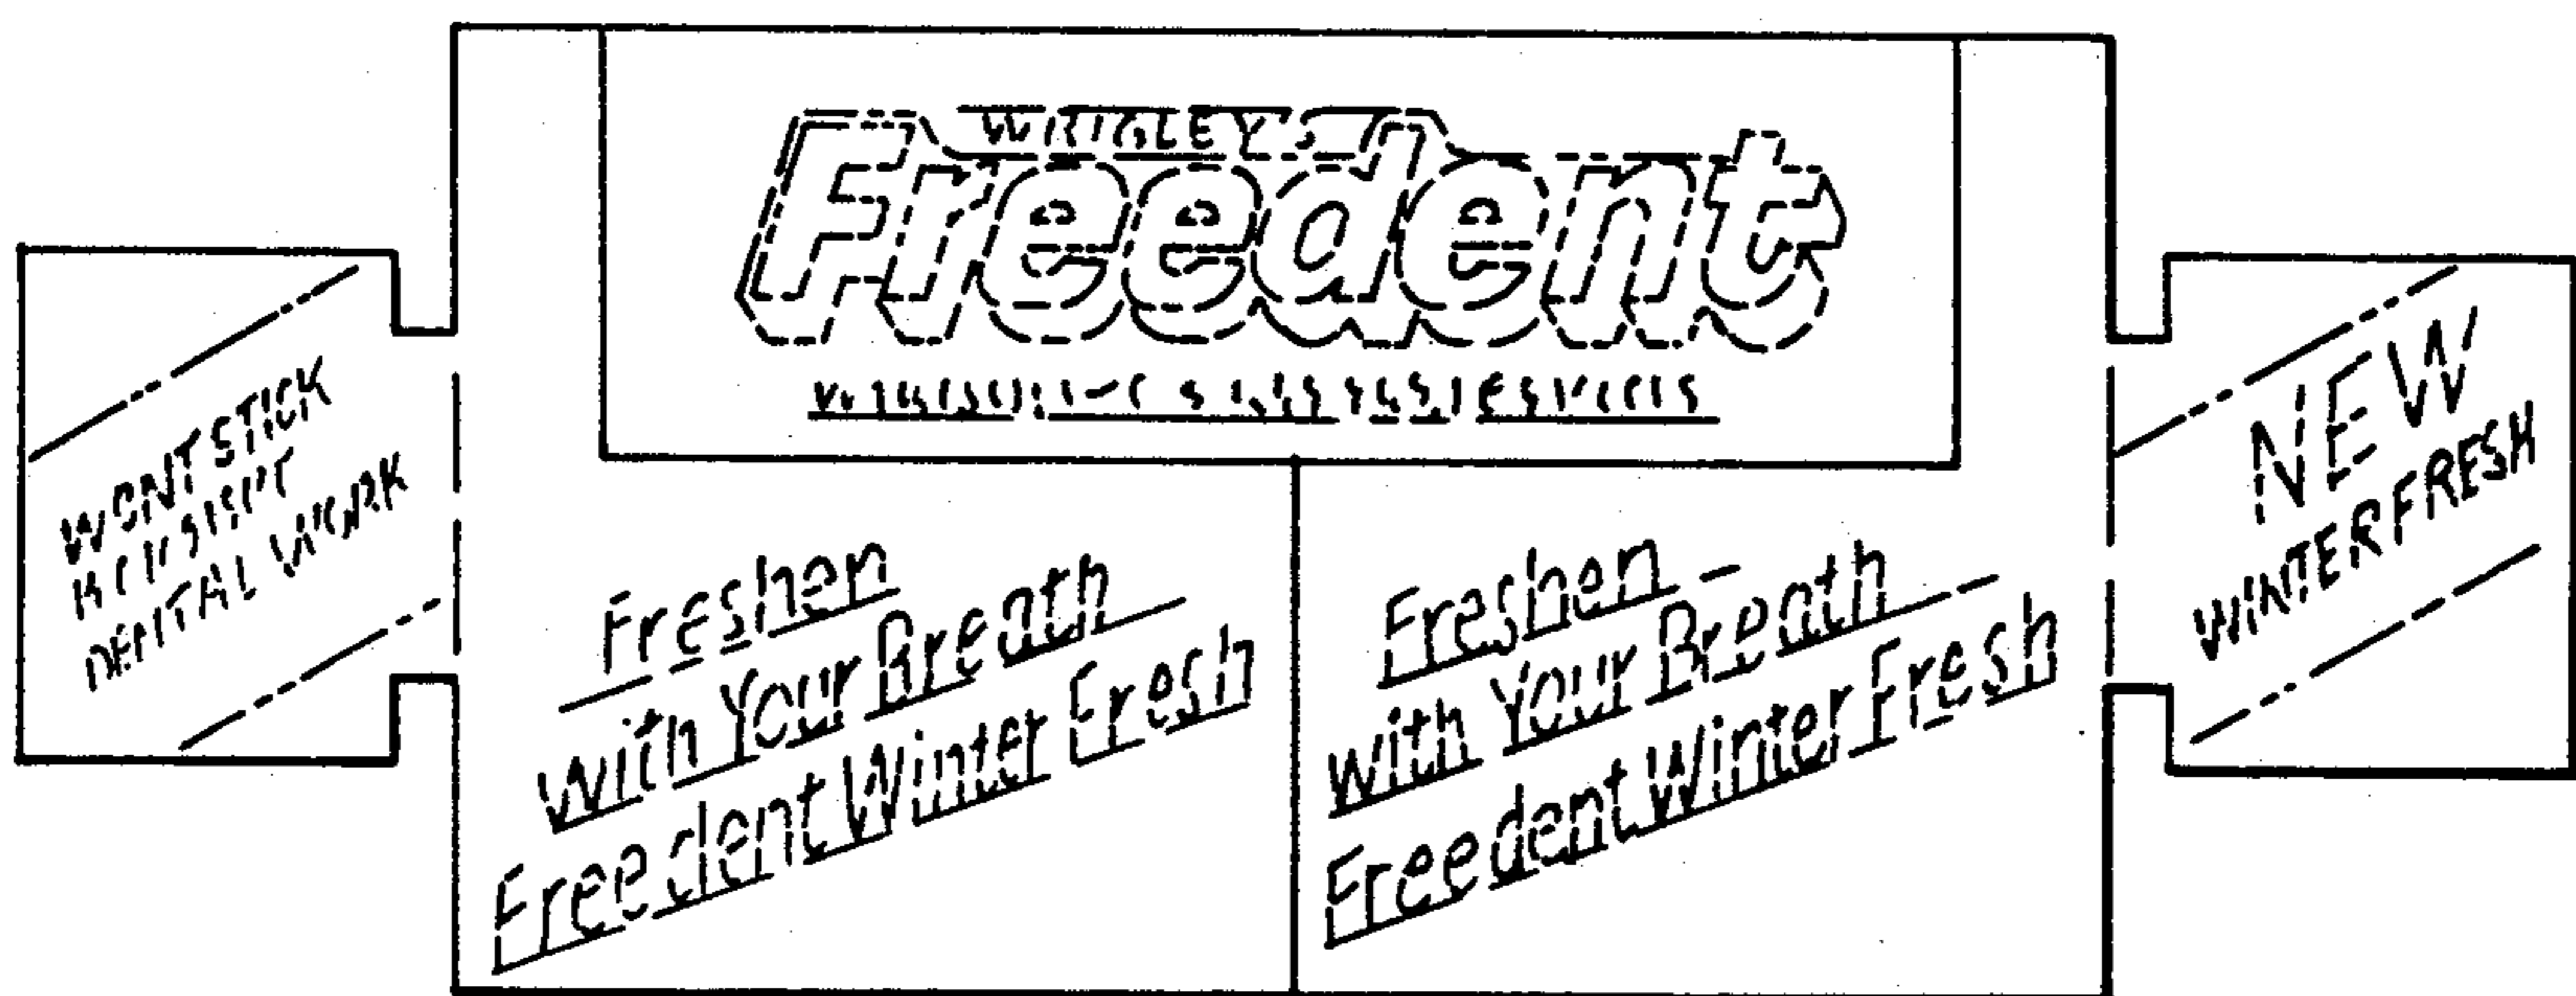 WRIGLEY'S
Freedent
WONT STICK
DENTAL WORK
NEW
WINTERFRESH
Freshen
with Your Breath
Freedent Winter Fresh
Freshen
with Your Breath
Freedent Winter Fresh